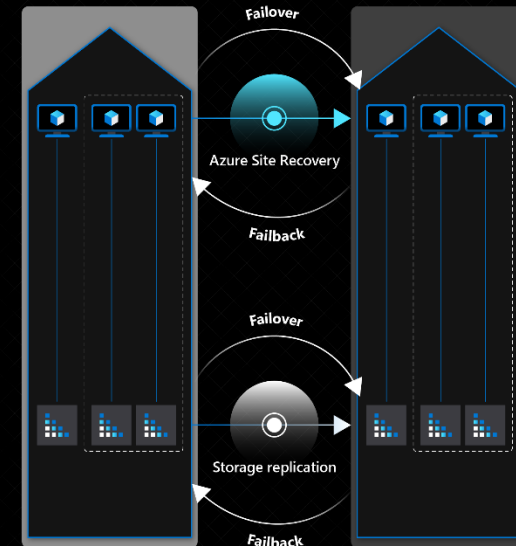 Failover
Azure Site Recovery
Failback
Failover
Storage replication
Failback